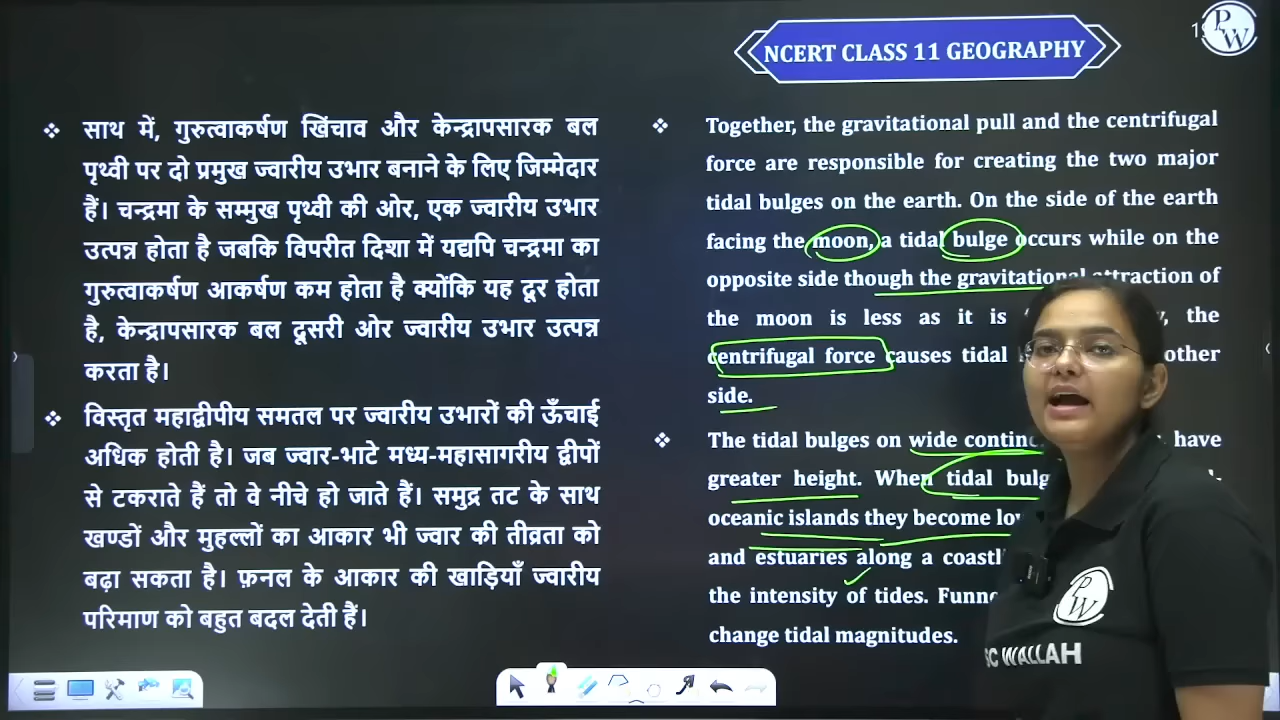 NCERT CLASS 11 GEOGRAPHY
PW
साथ में, गुरुत्वाकर्षण खिंचाव और केन्द्रापसारक बल
पृथ्वी पर दो प्रमुख ज्वारीय उभार बनाने के लिए जिम्मेदार
हैं। चन्द्रमा के सम्मुख पृथ्वी की ओर, एक ज्वारीय उभार
उत्पन्न होता है जबकि विपरीत दिशा में यद्यपि चन्द्रमा का
गुरुत्वाकर्षण आकर्षण कम होता है क्योंकि यह दूर होता
है, केन्द्रापसारक बल दूसरी ओर ज्वारीय उभार उत्पन्न
करता है।
विस्तृत महाद्वीपीय समतल पर ज्वारीय उभारों की ऊँचाई
अधिक होती है। जब ज्वार-भाटे मध्य-महासागरीय द्वीपों
से टकराते हैं तो वे नीचे हो जाते हैं। समुद्र तट के साथ
खण्डों और मुहल्लों का आकार भी ज्वार की तीव्रता को
बढ़ा सकता है। फ़नल के आकार की खाड़ियाँ ज्वारीय
परिमाण को बहुत बदल देती हैं।
Together, the gravitational pull and the centrifugal
force are responsible for creating the two major
tidal bulges on the earth. On the side of the earth
facing the moon, a tidal bulge occurs while on the
opposite side though the gravitational attraction of
the moon is less as it is the
centrifugal force causes tidal other
side.
The tidal bulges on wide have
greater height. When tidal
oceanic islands they become
and estuaries along a
the intensity of tides.
change tidal magnitudes.
PW
SC WALLAH